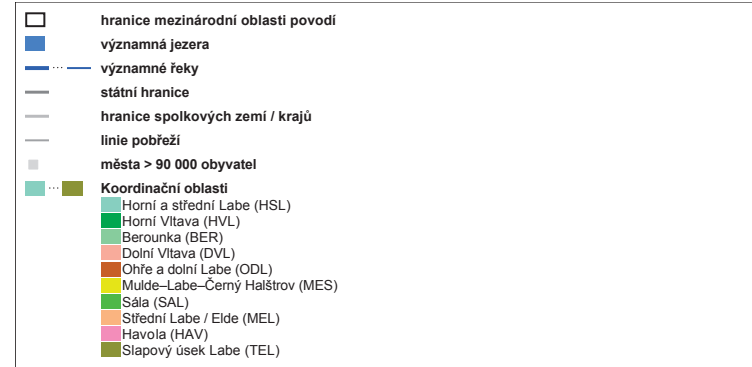 hranice mezinárodní oblasti povodí
významná jezera
významné řeky
státní hranice
hranice spolkových zemí / krajů
linie pobřeží
města > 90 000 obyvatel
Koordinační oblasti
Horní a střední Labe (HSL)
Horní Vltava (HVL)
Berounka (BER)
Dolní Vltava (DVL)
Ohře a dolní Labe (ODL)
Mulde–Labe–Černý Halštrov (MES)
Sála (SAL)
Střední Labe / Elde (MEL)
Havola (HAV)
Slapový úsek Labe (TEL)